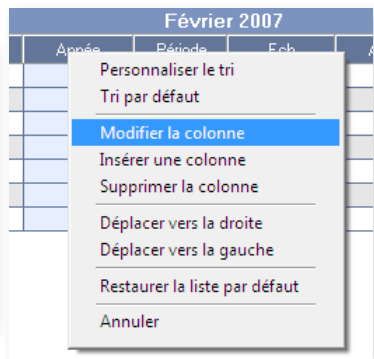 Février 2007
Année Période Ech
Personnaliser le tri
Tri par défaut
Modifier la colonne
Insérer une colonne
Supprimer la colonne
Déplacer vers la droite
Déplacer vers la gauche
Restaurer la liste par défaut
Annuler